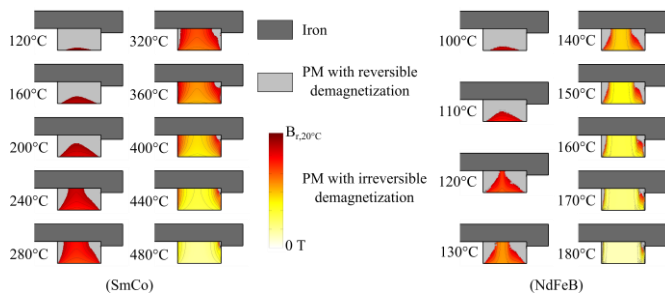 120°C
320°C
160°C
360°C
200°C
400°C
240°C
440°C
280°C
480°C
(SmCo)
Iron
PM with reversible
demagnetization
Br,20°C
PM with irreversible
demagnetization
0 T
100°C
140°C
110°C
150°C
160°C
120°C
170°C
130°C
180°C
(NdFeB)